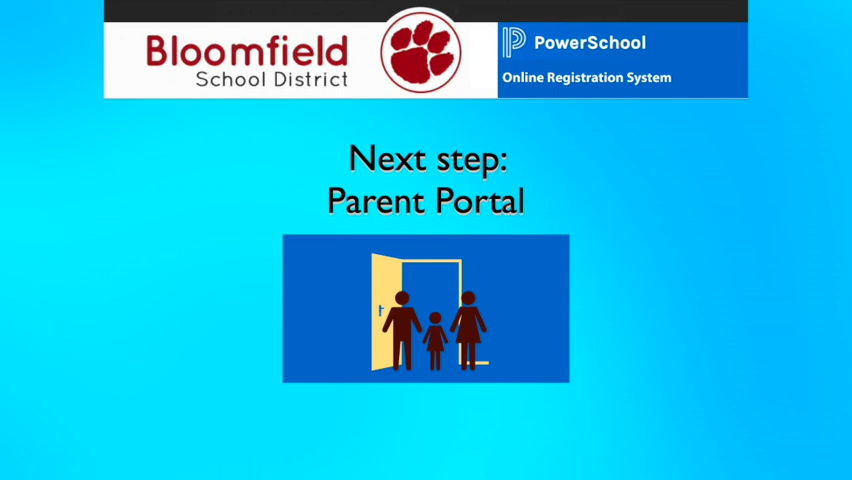 Bloomfield
School District
PowerSchool
Online Registration System
Next step:
Parent Portal